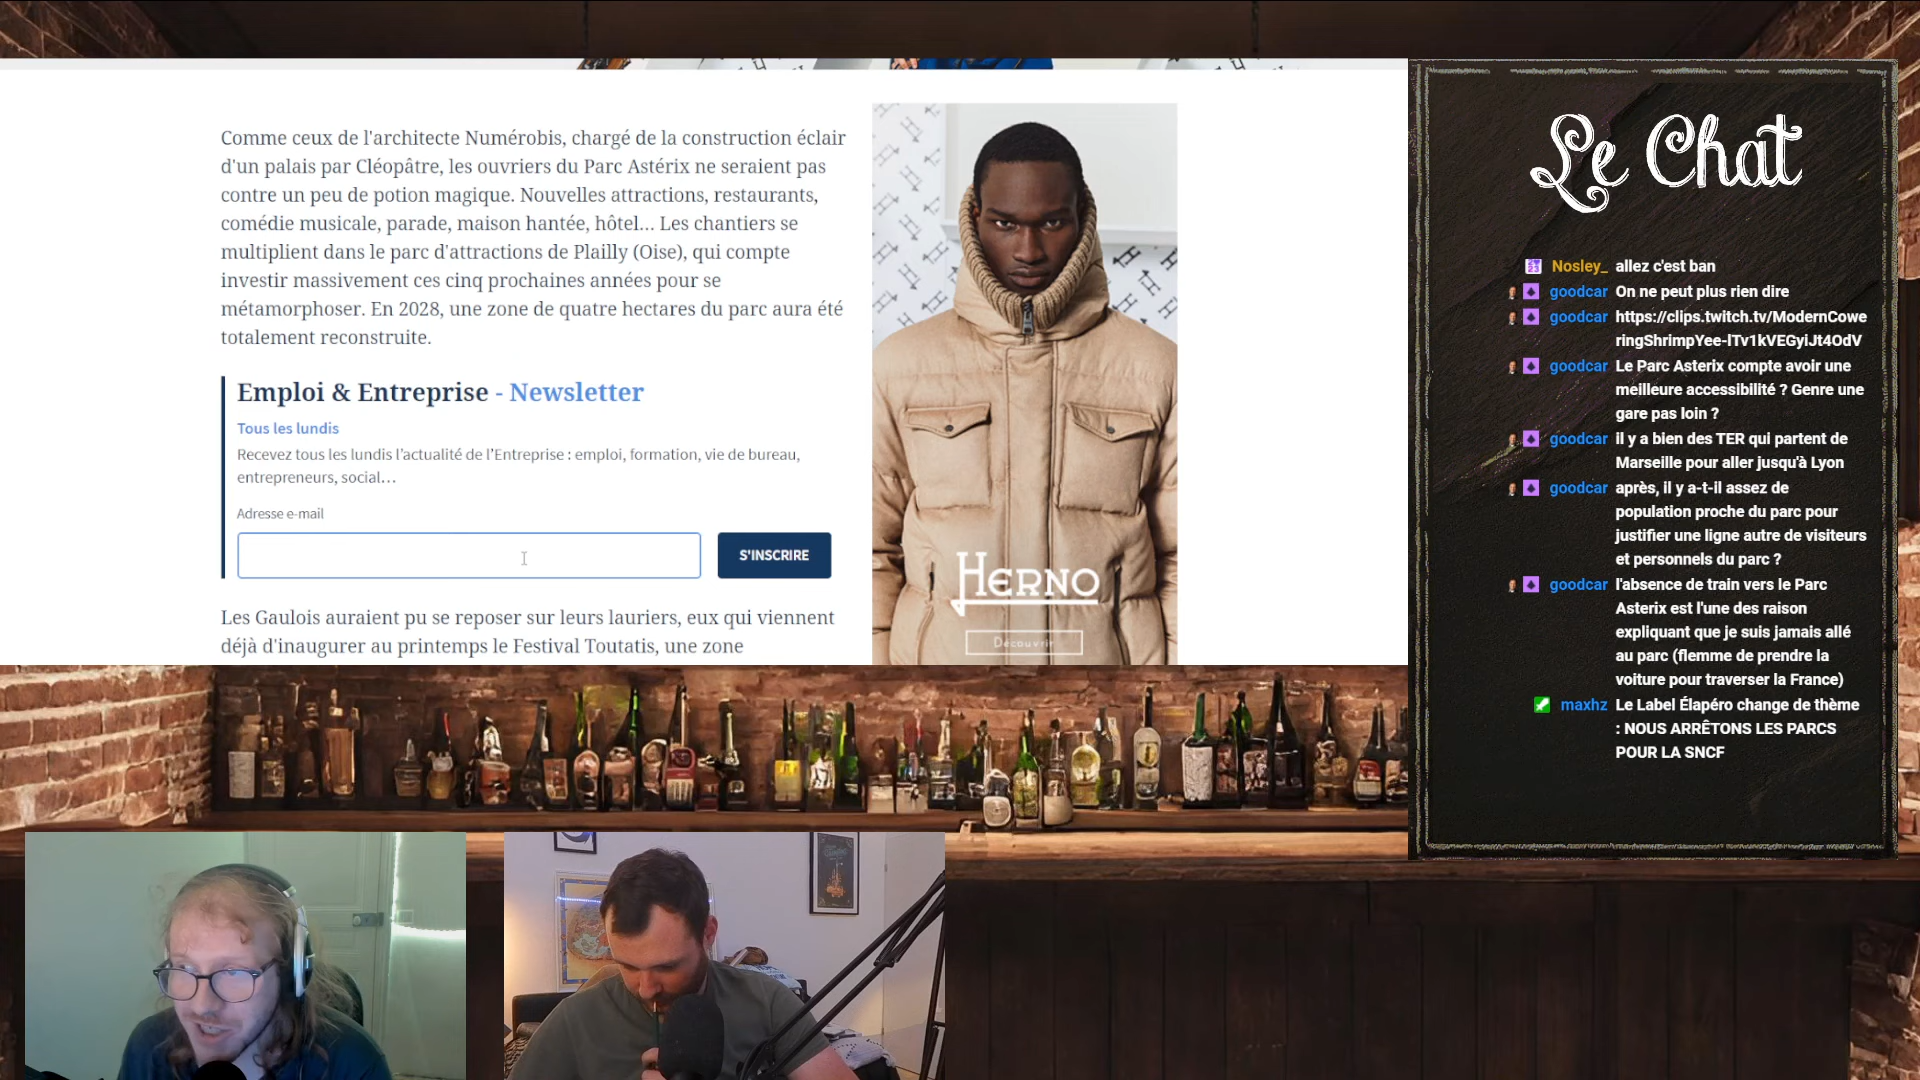 Comme ceux de l'architecte Numérobis, chargé de la construction éclair
d'un palais par Cléopâtre, les ouvriers du Parc Astérix ne seraient pas
contre un peu de potion magique. Nouvelles attractions, restaurants,
comédie musicale, parade, maison hantée, hôtel... Les chantiers se
multiplient dans le parc d'attractions de Plailly (Oise), qui compte
investir massivement ces cinq prochaines années pour se
métamorphoser. En 2028, une zone de quatre hectares du parc aura été
totalement reconstruite.
Emploi & Entreprise - Newsletter
Tous les lundis
Recevez tous les lundis l'actualité de l'Entreprise : emploi, formation, vie de bureau,
entrepreneurs, social...
Adresse e-mail
S'INSCRIRE
Les Gaulois auraient pu se reposer sur leurs lauriers, eux qui viennent
déjà d'inaugurer au printemps le Festival Toutatis, une zone
HERNO
Découvrir
Le Chat
Nosley_ allez c'est ban
goodcar On ne peut plus rien dire
goodcar https://clips.twitch.tv/ModernCowe
ringShrimpYee-lTv1kVEGyiJt4OdV
goodcar Le Parc Asterix compte avoir une
meilleure accessibilité ? Genre une
gare pas loin ?
goodcar il y a bien des TER qui partent de
Marseille pour aller jusqu'à Lyon
goodcar après, il y a-t-il assez de
population proche du parc pour
justifier une ligne autre de visiteurs
et personnels du parc ?
goodcar l'absence de train vers le Parc
Asterix est l'une des raison
expliquant que je suis jamais allé
au parc (flemme de prendre la
voiture pour traverser la France)
maxhz Le Label Élapéro change de thème
: NOUS ARRÊTONS LES PARCS
POUR LA SNCF